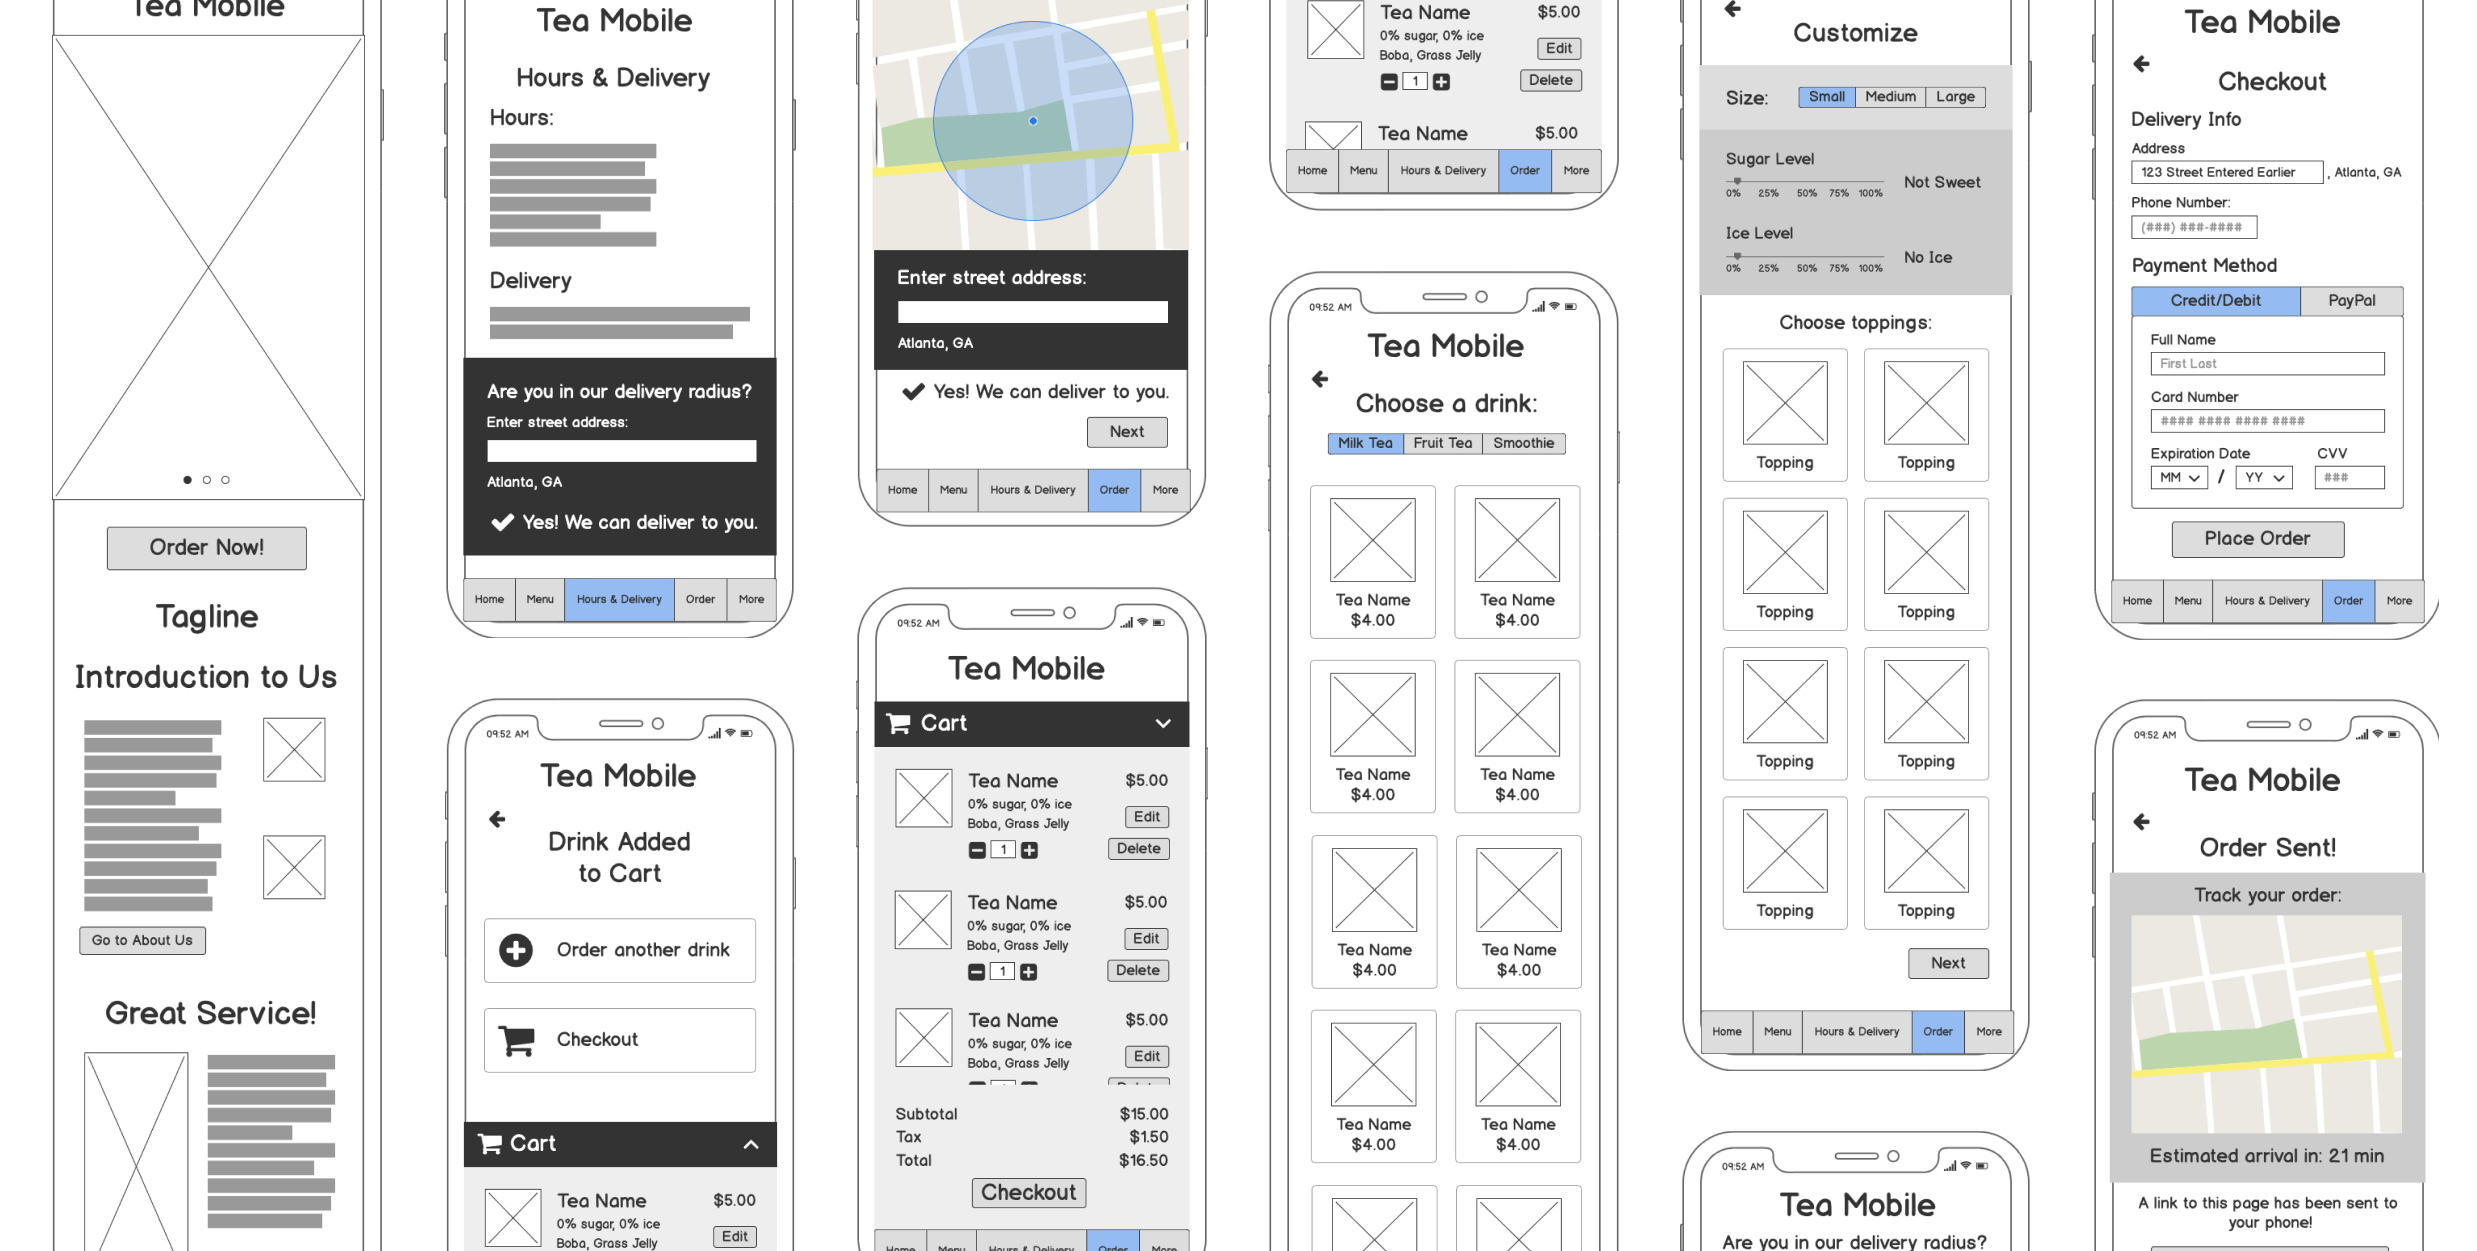 Tea Mobile
Order Now!
Tagline
Introduction to Us
Go to About Us
Great Service!
Tea Mobile
Hours & Delivery
Hours:
Delivery
Are you in our delivery radius?
Enter street address:
Atlanta, GA
Yes! We can deliver to you.
Home Menu Hours & Delivery Order More
09:52 AM
Tea Mobile
Drink Added
to Cart
Order another drink
Checkout
Cart
Tea Name $5.00
0% sugar, 0% ice
Edit
Boba, Grass Jelly
Enter street address:
Atlanta, GA
Yes! We can deliver to you.
Next
Home Menu Hours & Delivery Order More
09:52 AM
Tea Mobile
Cart
Tea Name $5.00
0% sugar, 0% ice
Edit
Boba, Grass Jelly
1
Delete
Tea Name $5.00
0% sugar, 0% ice
Edit
Boba, Grass Jelly
1
Delete
Tea Name $5.00
0% sugar, 0% ice
Edit
Boba, Grass Jelly
Delete
Subtotal $15.00
Tax $1.50
Total $16.50
Checkout
Home Menu Hours & Delivery Order More
Tea Name $5.00
0% sugar, 0% ice
Edit
Boba, Grass Jelly
1
Delete
Tea Name $5.00
Home Menu Hours & Delivery Order More
09:52 AM
Tea Mobile
Choose a drink:
Milk Tea Fruit Tea Smoothie
Tea Name Tea Name
$4.00 $4.00
Tea Name Tea Name
$4.00 $4.00
Tea Name Tea Name
$4.00 $4.00
Tea Name Tea Name
$4.00 $4.00
Customize
Size: Small Medium Large
Sugar Level
Not Sweet
0% 25% 50% 75% 100%
Ice Level
No Ice
0% 25% 50% 75% 100%
Choose toppings:
Topping Topping
Topping Topping
Topping Topping
Topping Topping
Next
Home Menu Hours & Delivery Order More
09:52 AM
Tea Mobile
Are you in our delivery radius?
Tea Mobile
Checkout
Delivery Info
Address
123 Street Entered Earlier , Atlanta, GA
Phone Number:
(###) ###-####
Payment Method
Credit/Debit PayPal
Full Name
First Last
Card Number
#### #### #### ####
Expiration Date CVV
MM / YY ###
Place Order
Home Menu Hours & Delivery Order More
09:52 AM
Tea Mobile
Order Sent!
Track your order:
Estimated arrival in: 21 min
A link to this page has been sent to
your phone!